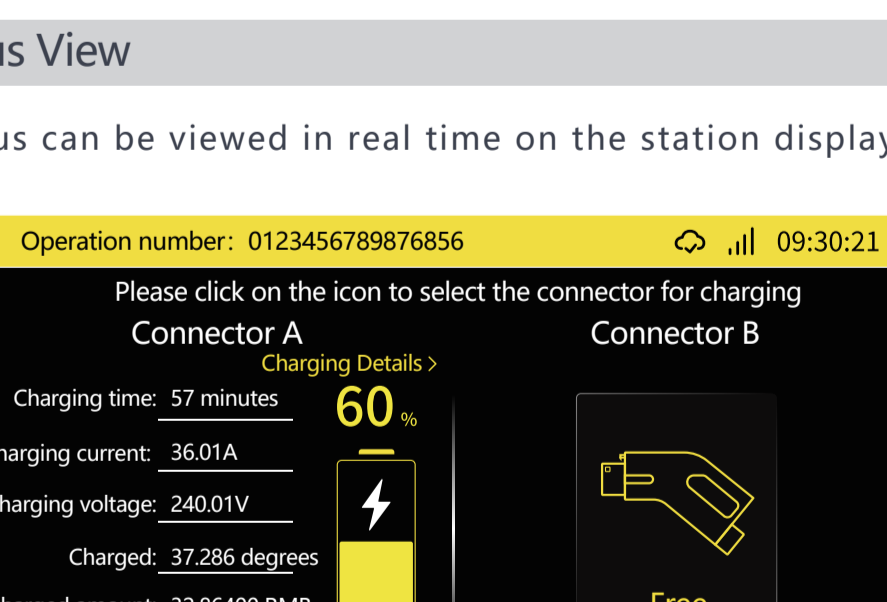 us View
us can be viewed in real time on the station display
Operation number: 0123456789876856 09:30:21
Please click on the icon to select the connector for charging
Connector A Connector B
Charging Details >
Charging time: 57 minutes 60 %
harging current: 36.01A
harging voltage: 240.01V
Charged: 37.286 degrees
Free